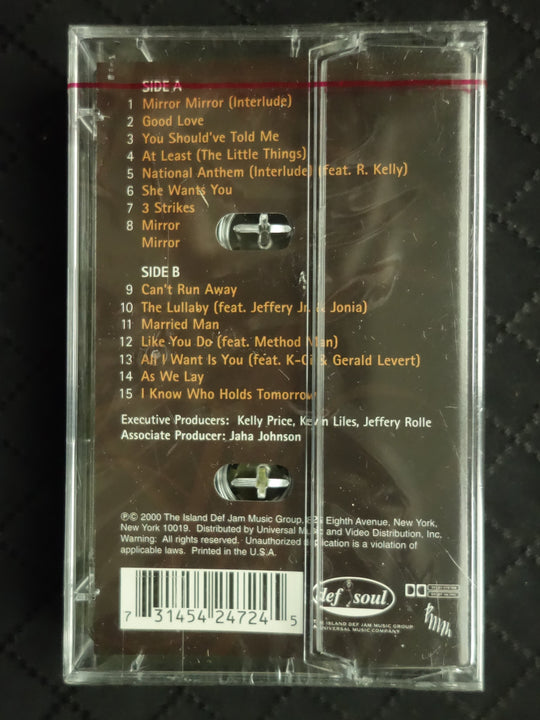 SIDE A
1 Mirror Mirror (Interlude)
2 Good Love
3 You Should've Told Me
4 At Least (The Little Things)
5 National Anthem (Interlude) (feat. R. Kelly)
6 She Wants You
7 3 Strikes
8 Mirror
Mirror
SIDE B
9 Can't Run Away
10 The Lullaby (feat. Jeffery Jr. & Jonia)
11 Married Man
12 Like You Do (feat. Method Man)
13 All I Want Is You (feat. K-Ci & Gerald Levert)
14 As We Lay
15 I Know Who Holds Tomorrow
Executive Producers: Kelly Price, Kevin Liles, Jeffery Rolle
Associate Producer: Jaha Johnson
℗© 2000 The Island Def Jam Music Group, 825 Eighth Avenue, New York,
New York 10019. Distributed by Universal Music and Video Distribution, Inc.
Warning: All rights reserved. Unauthorized duplication is a violation of
applicable laws. Printed in the U.S.A.
7 31454 24724 5
def soul
THE ISLAND DEF JAM MUSIC GROUP
UNIVERSAL MUSIC COMPANY